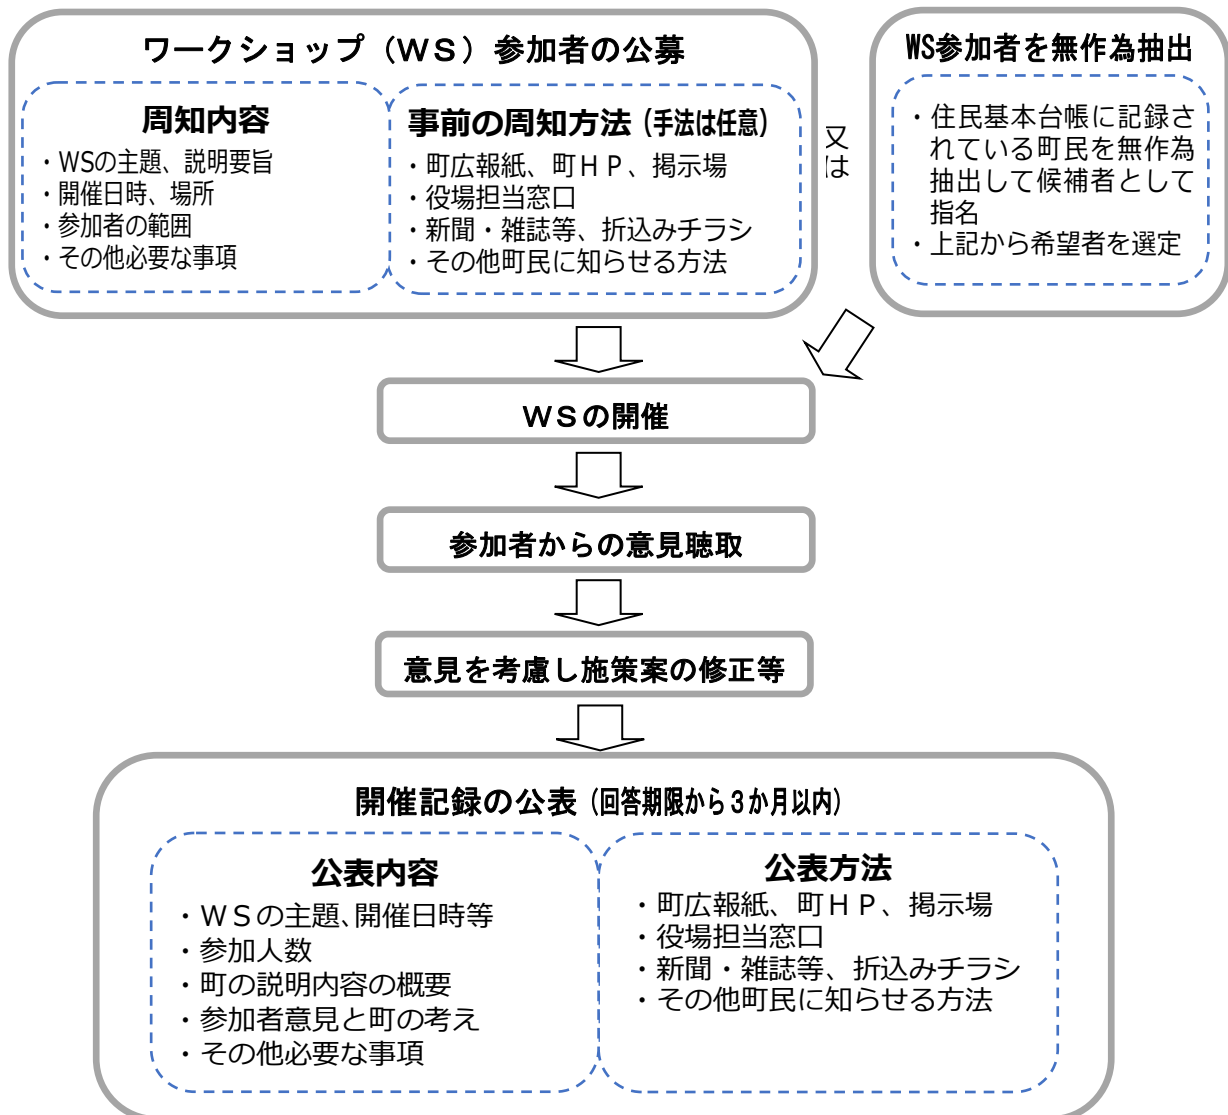 ワークショップ（ＷＳ）参加者の公募
周知内容
・WSの主題、説明要旨
・開催日時、場所
・参加者の範囲
・その他必要な事項
事前の周知方法（手法は任意）
・町広報紙、町ＨＰ、掲示場
・役場担当窓口
・新聞・雑誌等、折込みチラシ
・その他町民に知らせる方法
又は
WS参加者を無作為抽出
・住民基本台帳に記録さ
れている町民を無作為
抽出して候補者として
指名
・上記から希望者を選定
ＷＳの開催
参加者からの意見聴取
意見を考慮し施策案の修正等
開催記録の公表（回答期限から３か月以内）
公表内容
・ＷＳの主題、開催日時等
・参加人数
・町の説明内容の概要
・参加者意見と町の考え
・その他必要な事項
公表方法
・町広報紙、町ＨＰ、掲示場
・役場担当窓口
・新聞・雑誌等、折込みチラシ
・その他町民に知らせる方法